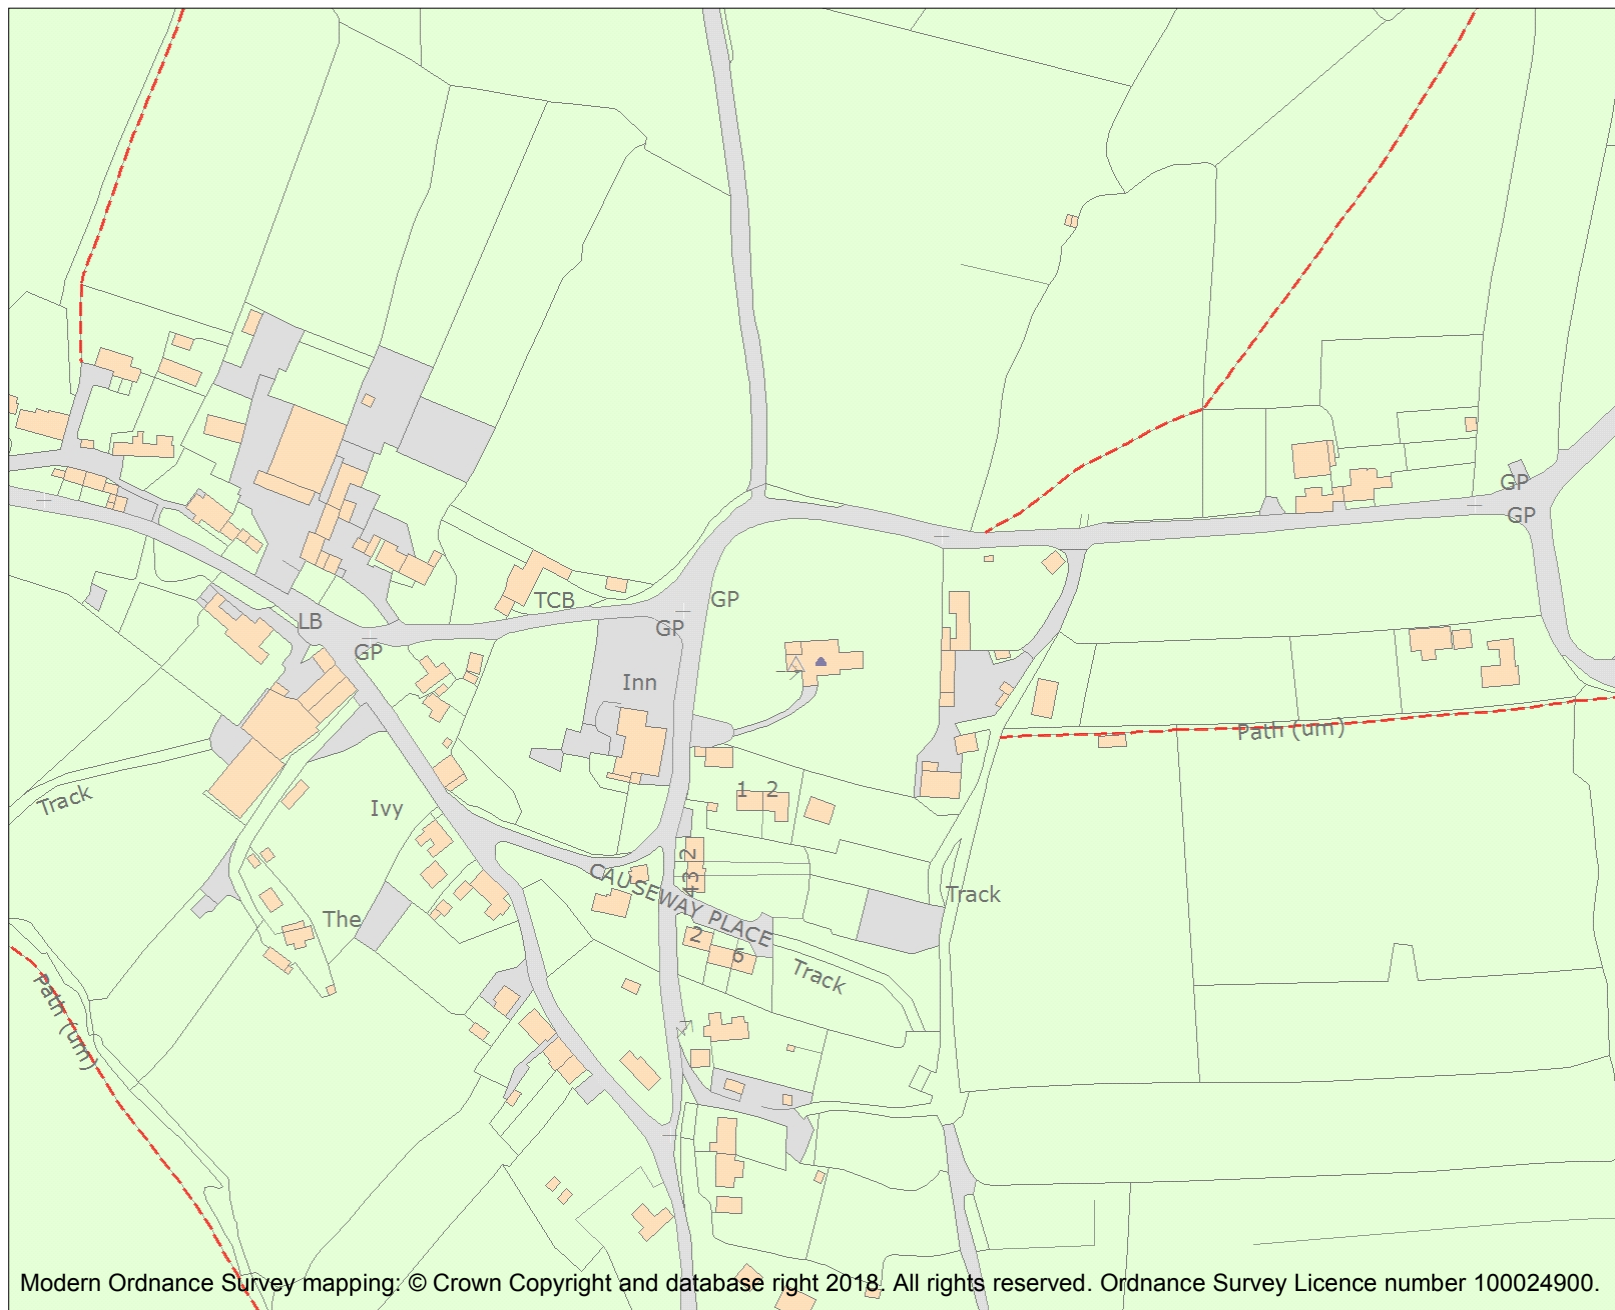 GP
GP
TCB
GP
LB
GP
GP
Inn
Path (um)
1 2
Track
Ivy
2
3
4
CAUSEWAY PLACE
Track
The
2
6
Track
Path (um)
Modern Ordnance Survey mapping: © Crown Copyright and database right 2018. All rights reserved. Ordnance Survey Licence number 100024900.